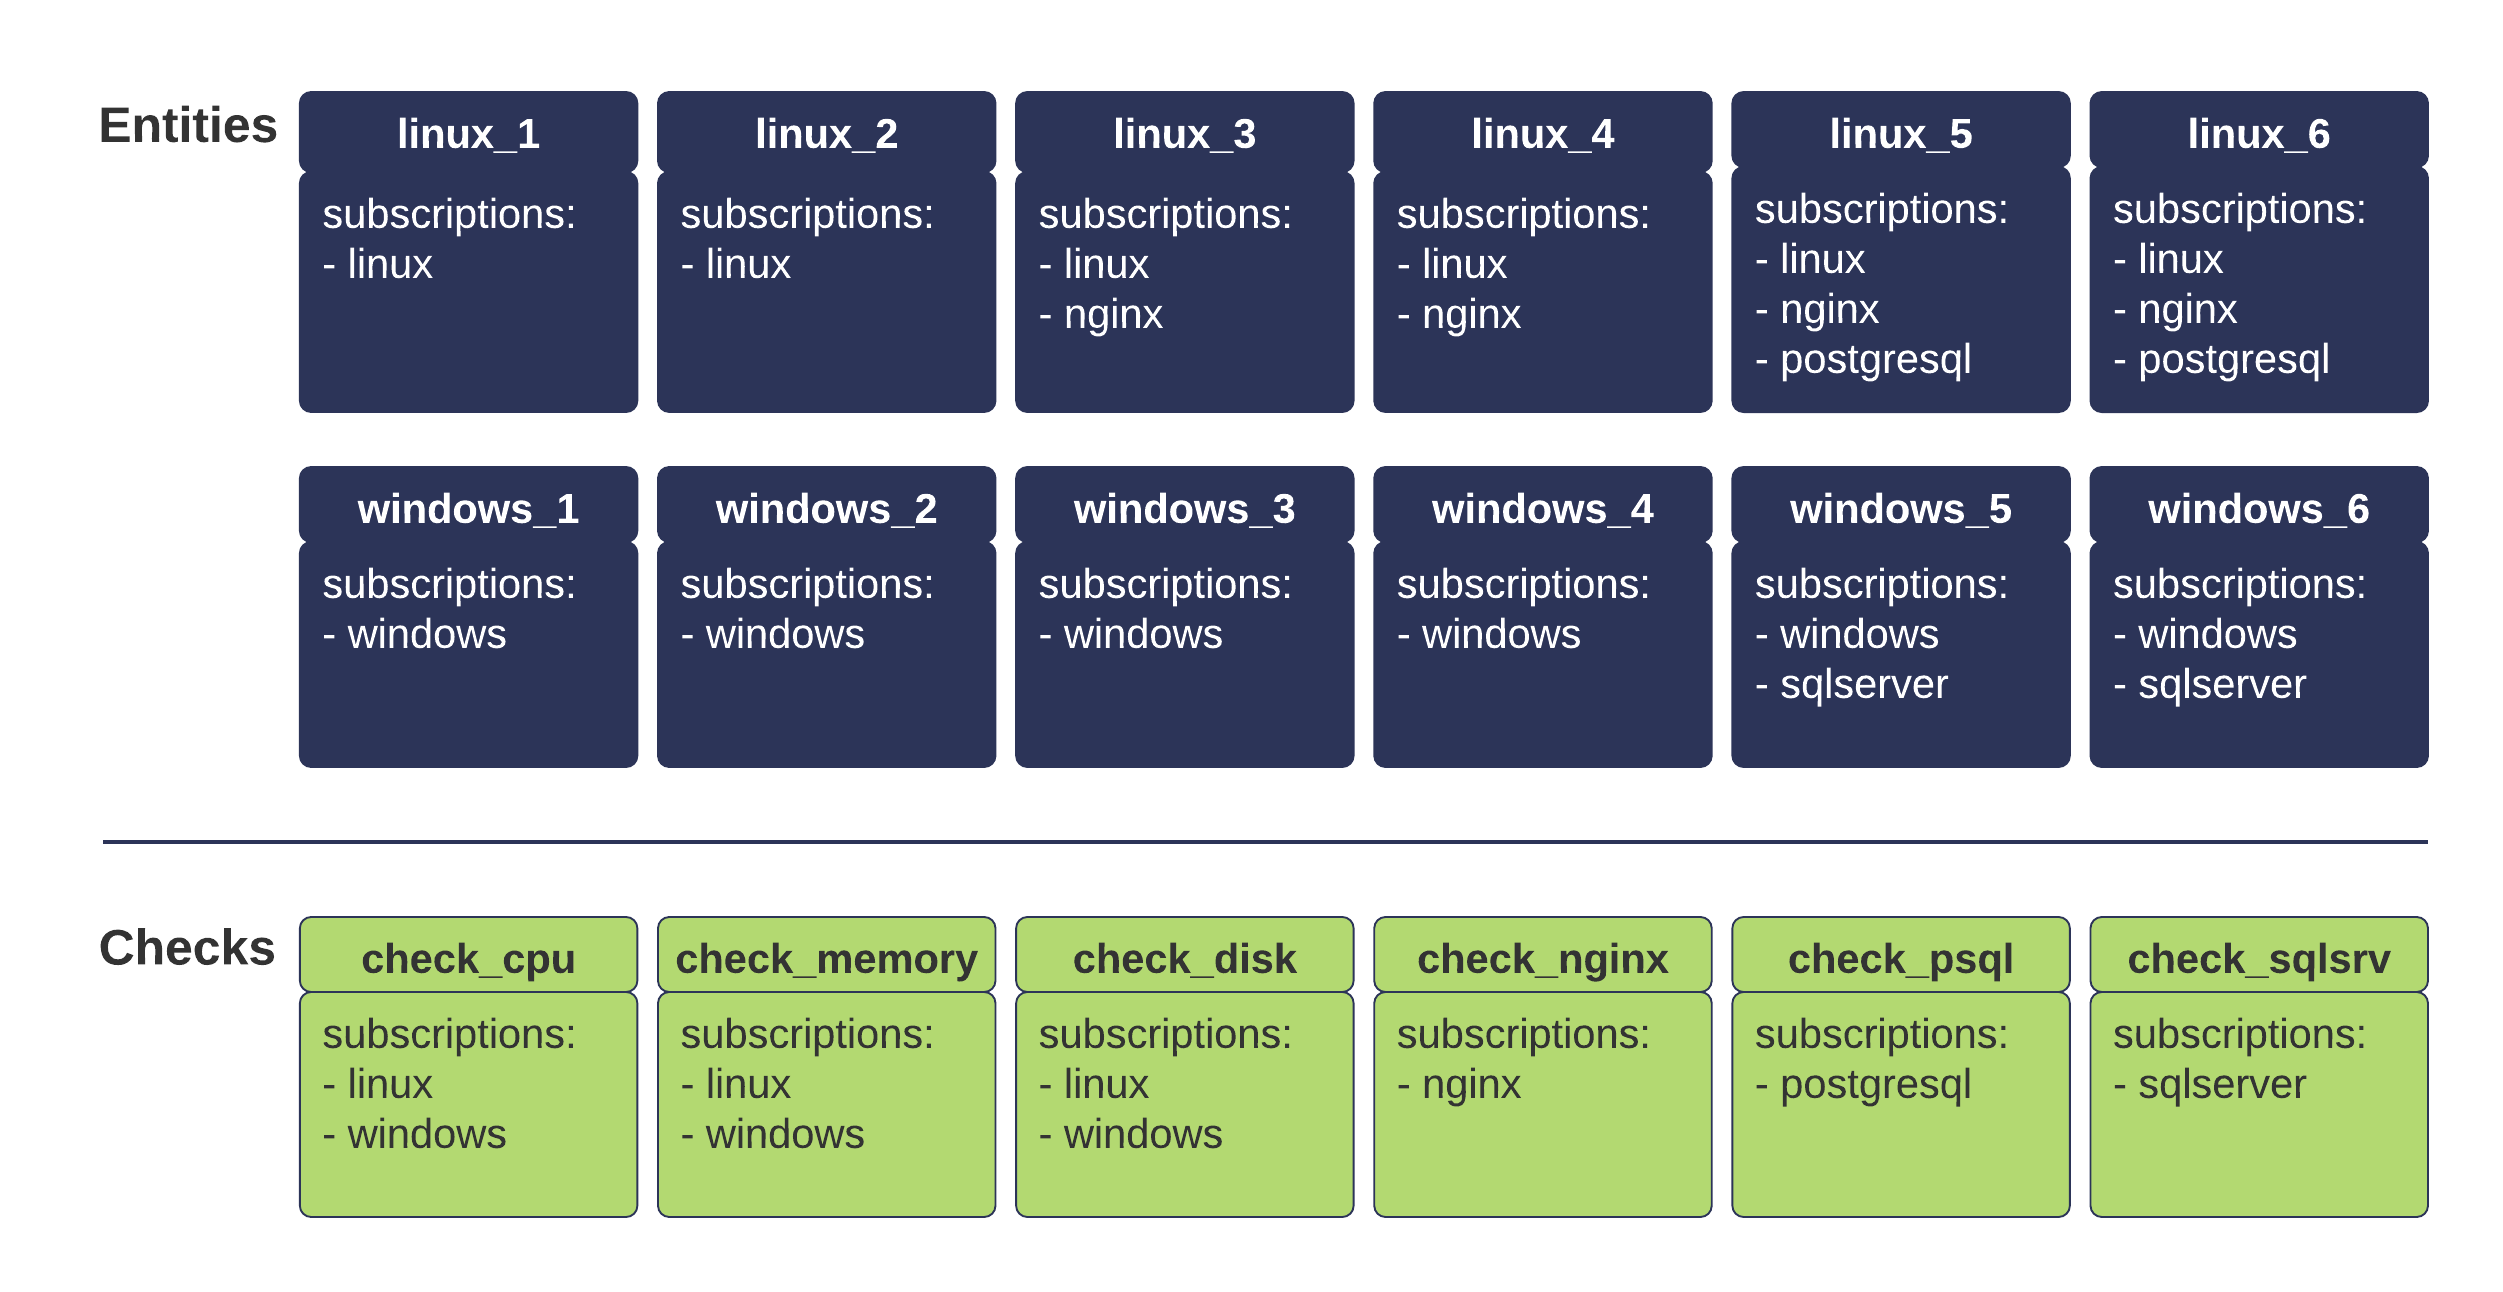 Entities
linux_1
subscriptions:
- linux
linux_2
subscriptions:
- linux
linux_3
subscriptions:
- linux
- nginx
linux_4
subscriptions:
- linux
- nginx
linux_5
subscriptions:
- linux
- nginx
- postgresql
linux_6
subscriptions:
- linux
- nginx
- postgresql
windows_1
subscriptions:
- windows
windows_2
subscriptions:
- windows
windows_3
subscriptions:
- windows
windows_4
subscriptions:
- windows
windows_5
subscriptions:
- windows
- sqlserver
windows_6
subscriptions:
- windows
- sqlserver
Checks
check_cpu
subscriptions:
- linux
- windows
check_memory
subscriptions:
- linux
- windows
check_disk
subscriptions:
- linux
- windows
check_nginx
subscriptions:
- nginx
check_psql
subscriptions:
- postgresql
check_sqlsrv
subscriptions:
- sqlserver